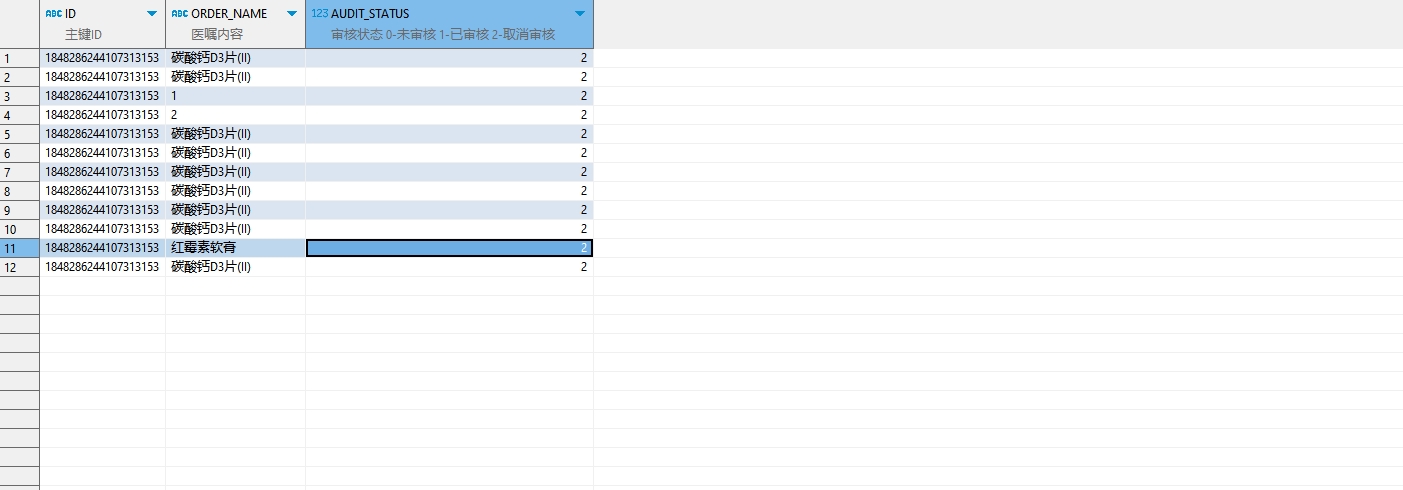 ABC ID ABC ORDER_NAME 123 AUDIT_STATUS
主键ID 医嘱内容 审核状态 0-未审核 1-已审核 2-取消审核
1 1848286244107313153 碳酸钙D3片(II) 2
2 1848286244107313153 碳酸钙D3片(II) 2
3 1848286244107313153 1 2
4 1848286244107313153 2 2
5 1848286244107313153 碳酸钙D3片(II) 2
6 1848286244107313153 碳酸钙D3片(II) 2
7 1848286244107313153 碳酸钙D3片(II) 2
8 1848286244107313153 碳酸钙D3片(II) 2
9 1848286244107313153 碳酸钙D3片(II) 2
10 1848286244107313153 碳酸钙D3片(II) 2
11 1848286244107313153 红霉素软膏 2
12 1848286244107313153 碳酸钙D3片(II) 2